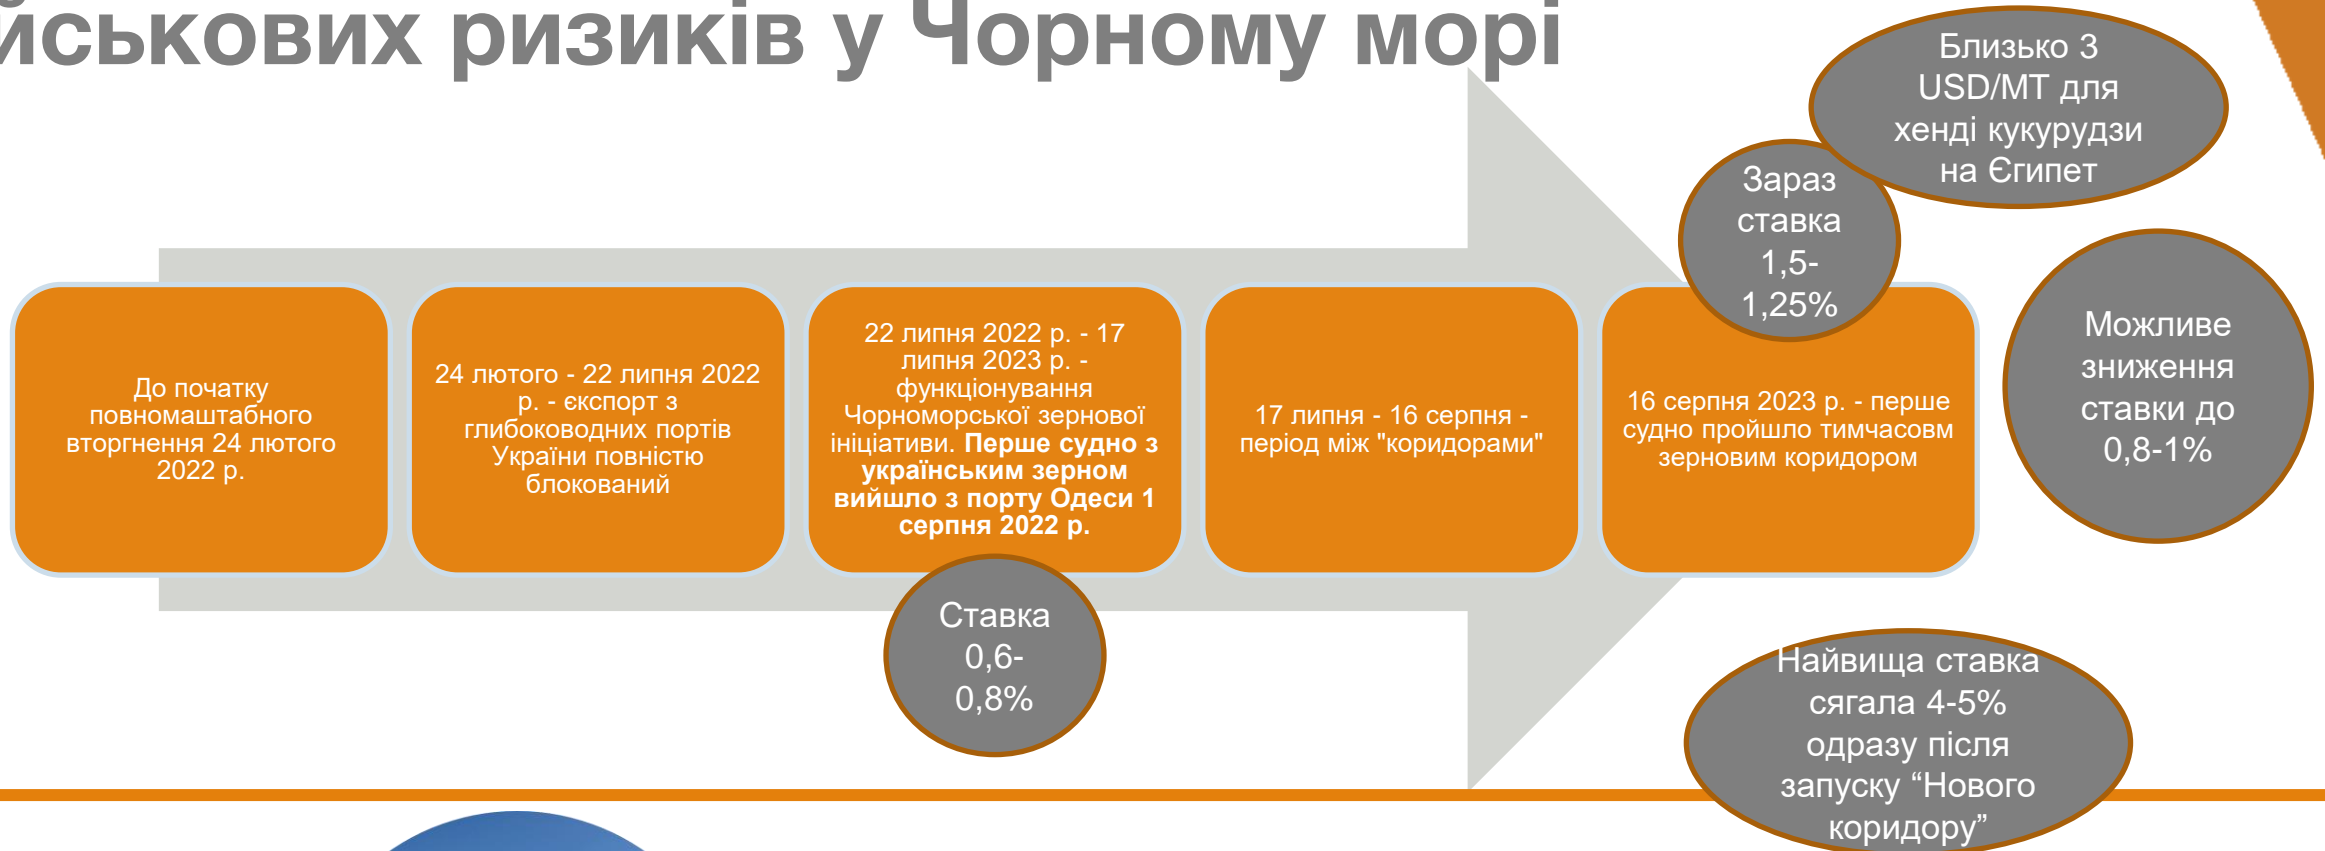 йськових ризиків у Чорному морі
Близько 3
USD/MT для
хенді кукурудзи
на Єгипет
Зараз
ставка
1,5-
1,25%
Можливе
зниження
ставки до
0,8-1%
До початку
повномаштабного
вторгнення 24 лютого
2022 р.
24 лютого - 22 липня 2022
р. - єкспорт з
глибоководних портів
України повністю
блокований
22 липня 2022 р. - 17
липня 2023 р. -
функціонування
Чорноморської зернової
ініціативи. Перше судно з
українським зерном
вийшло з порту Одеси 1
серпня 2022 р.
17 липня - 16 серпня -
період між "коридорами"
16 серпня 2023 р. - перше
судно пройшло тимчасовм
зерновим коридором
Ставка
0,6-
0,8%
Найвища ставка
сягала 4-5%
одразу після
запуску “Нового
коридору”